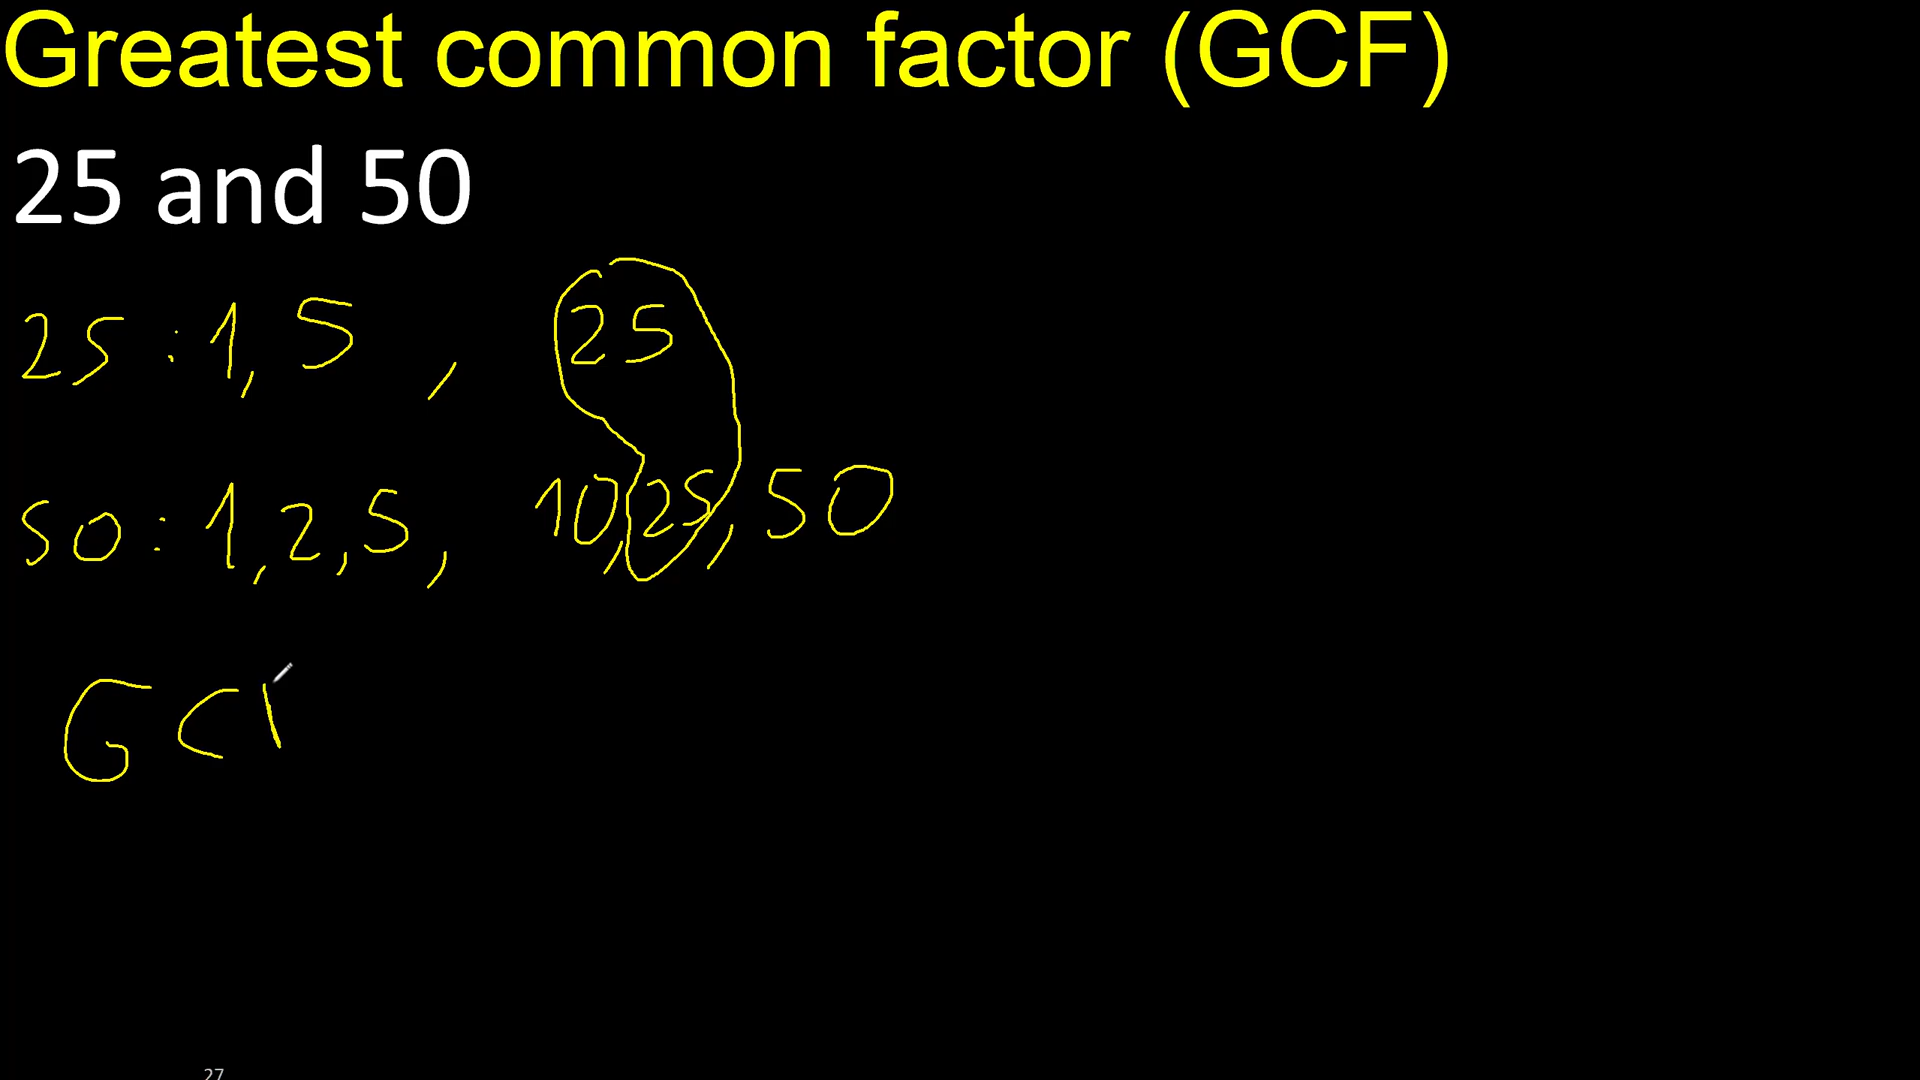 Greatest common factor (GCF)
25 and 50
25 : 1, 5 , 25
50 : 1, 2, 5, 10, 25, 50
GC
27